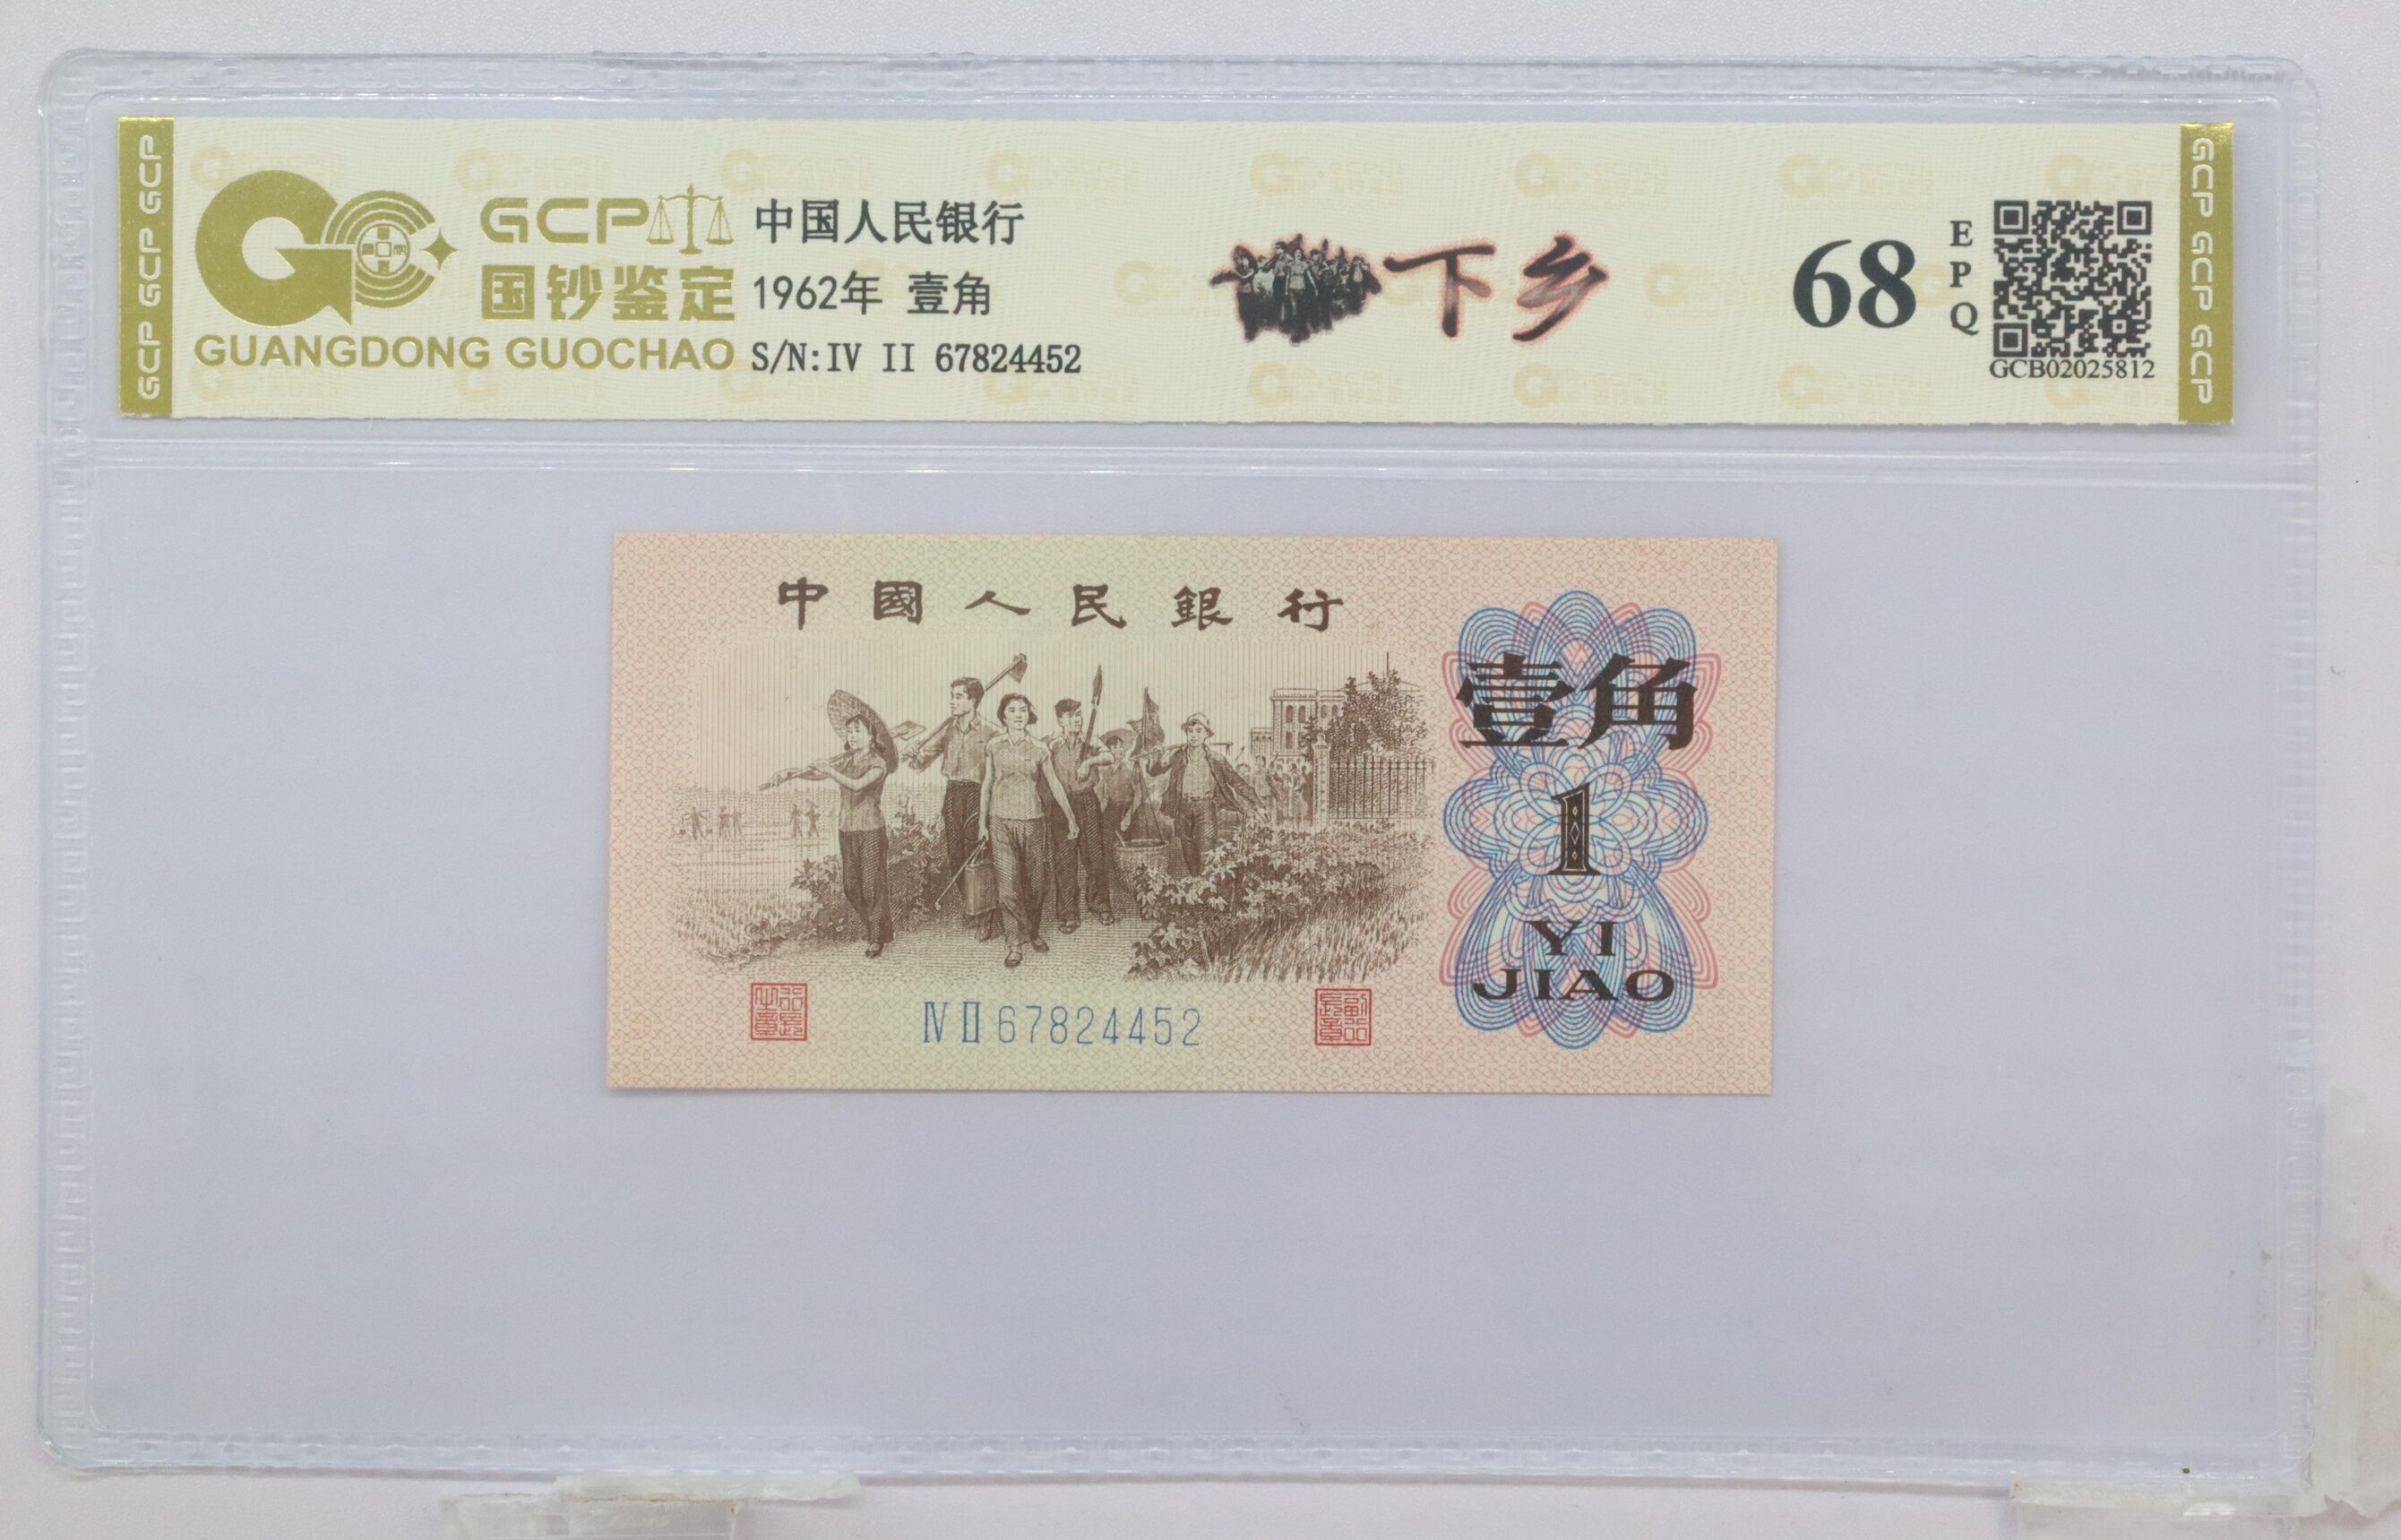 GCP GCP GCP
GCP
国钞鉴定
GUANGDONG GUOCHAO
中国人民银行
1962年 壹角
S/N:IV II 67824452
下乡
68
EPQ
GCB02025812
GCP GCP GCP
中國人民銀行
壹角
1
YI
JIAO
Ⅳ Ⅱ 67824452